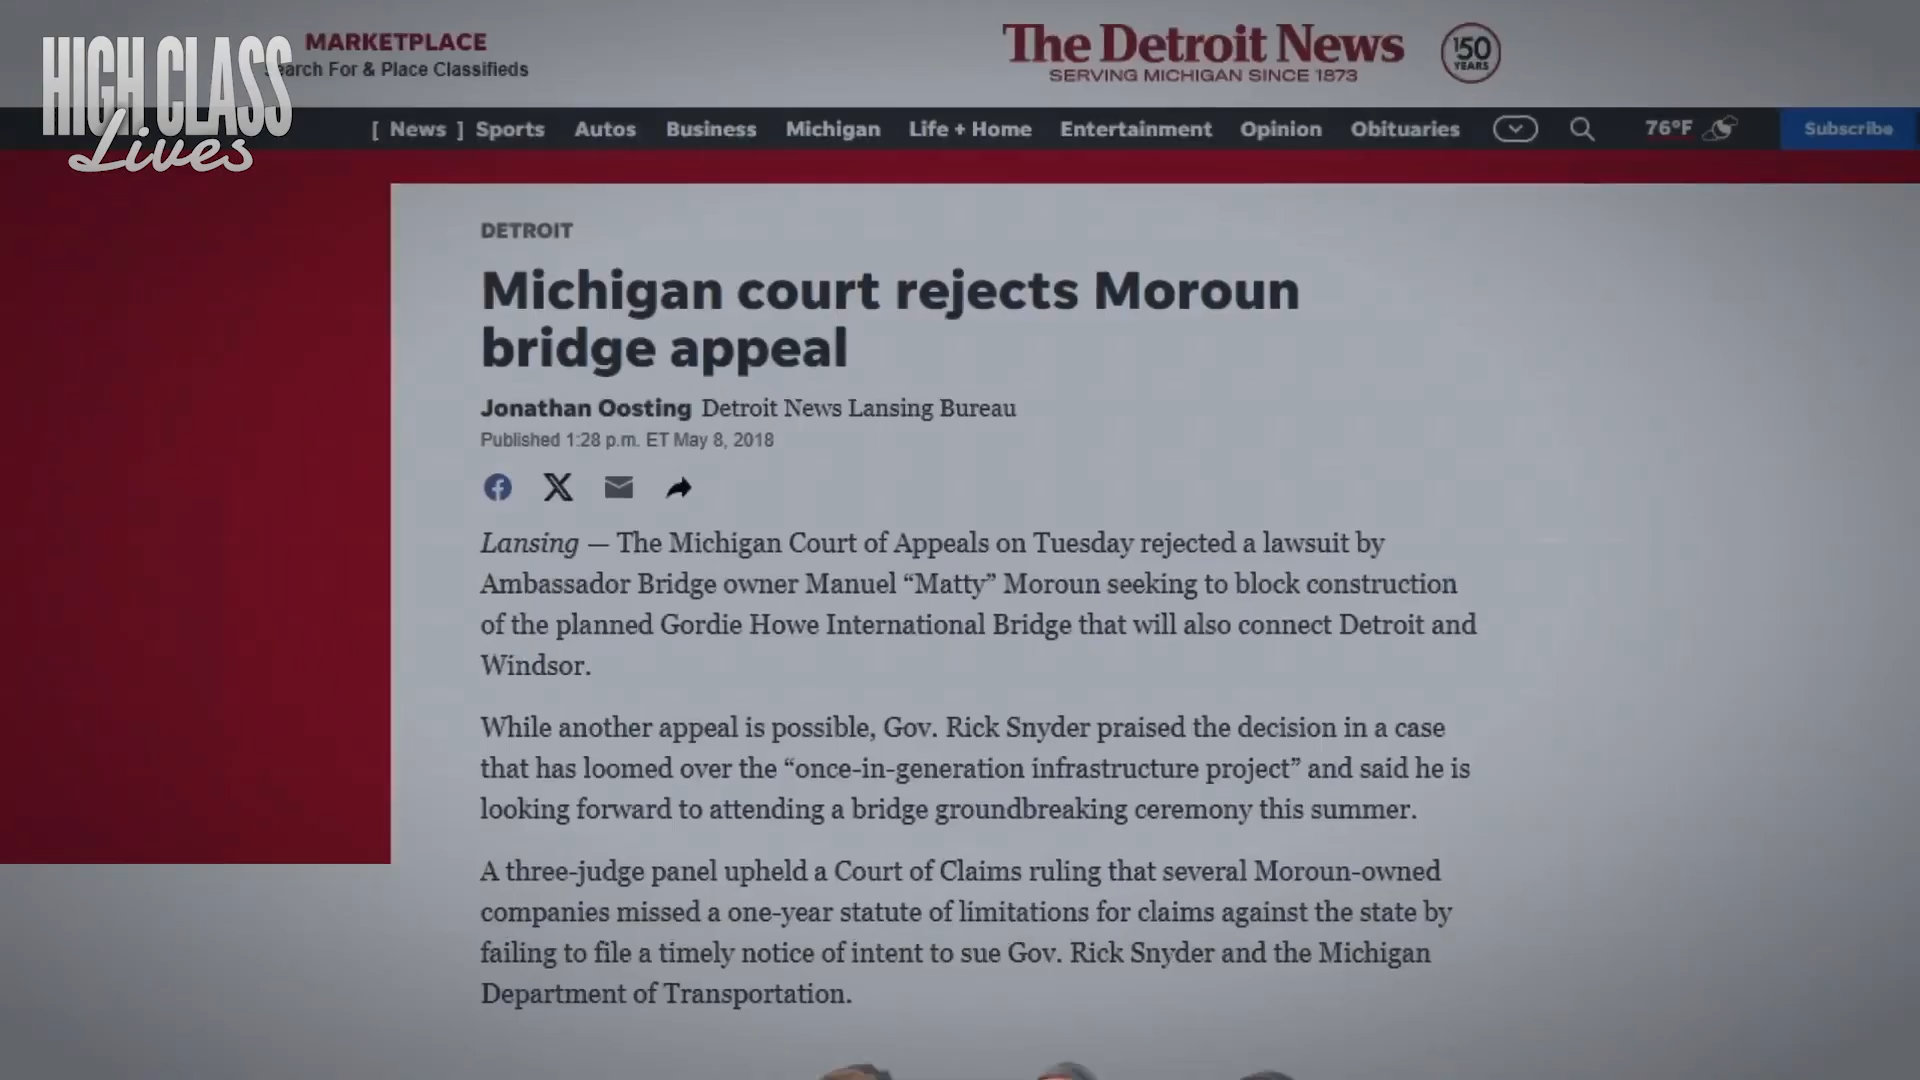 HIGH CLASS
Lives
MARKETPLACE
earch For & Place Classifieds
The Detroit News
SERVING MICHIGAN SINCE 1873
150
YEARS
[ News ] Sports Autos Business Michigan Life + Home Entertainment Opinion Obituaries 76°F Subscribe
DETROIT
Michigan court rejects Moroun
bridge appeal
Jonathan Oosting Detroit News Lansing Bureau
Published 1:28 p.m. ET May 8, 2018
Lansing — The Michigan Court of Appeals on Tuesday rejected a lawsuit by
Ambassador Bridge owner Manuel “Matty” Moroun seeking to block construction
of the planned Gordie Howe International Bridge that will also connect Detroit and
Windsor.
While another appeal is possible, Gov. Rick Snyder praised the decision in a case
that has loomed over the “once-in-generation infrastructure project” and said he is
looking forward to attending a bridge groundbreaking ceremony this summer.
A three-judge panel upheld a Court of Claims ruling that several Moroun-owned
companies missed a one-year statute of limitations for claims against the state by
failing to file a timely notice of intent to sue Gov. Rick Snyder and the Michigan
Department of Transportation.